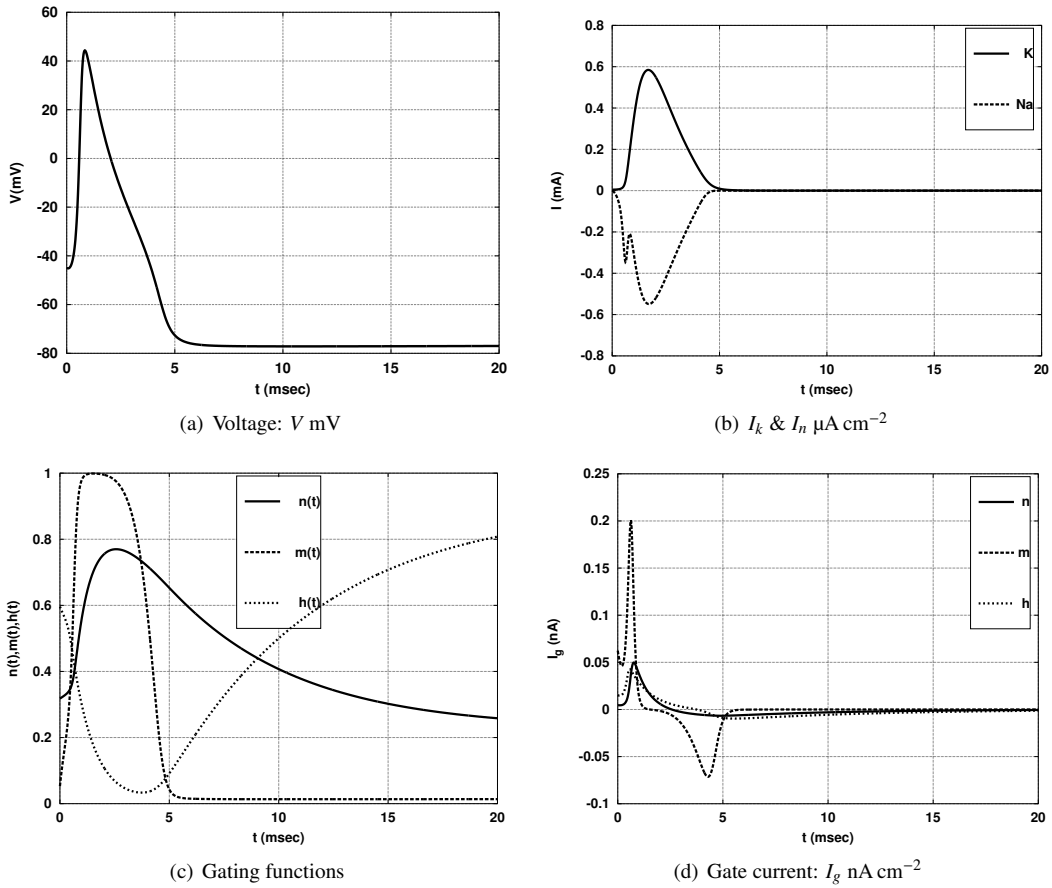 60
40
20
0
-20
-40
-60
-80
V(mV)
0 5 10 15 20
t (msec)
(a) Voltage: V mV
0.8
0.6
0.4
0.2
0
-0.2
-0.4
-0.6
-0.8
I (mA)
K
Na
0 5 10 15 20
t (msec)
(b) I_k & I_n µA cm⁻²
1
0.8
0.6
0.4
0.2
0
n(t),m(t),h(t)
n(t)
m(t)
h(t)
0 5 10 15 20
t (msec)
(c) Gating functions
0.25
0.2
0.15
0.1
0.05
0
-0.05
-0.1
I_g (nA)
n
m
h
0 5 10 15 20
t (msec)
(d) Gate current: I_g nA cm⁻²